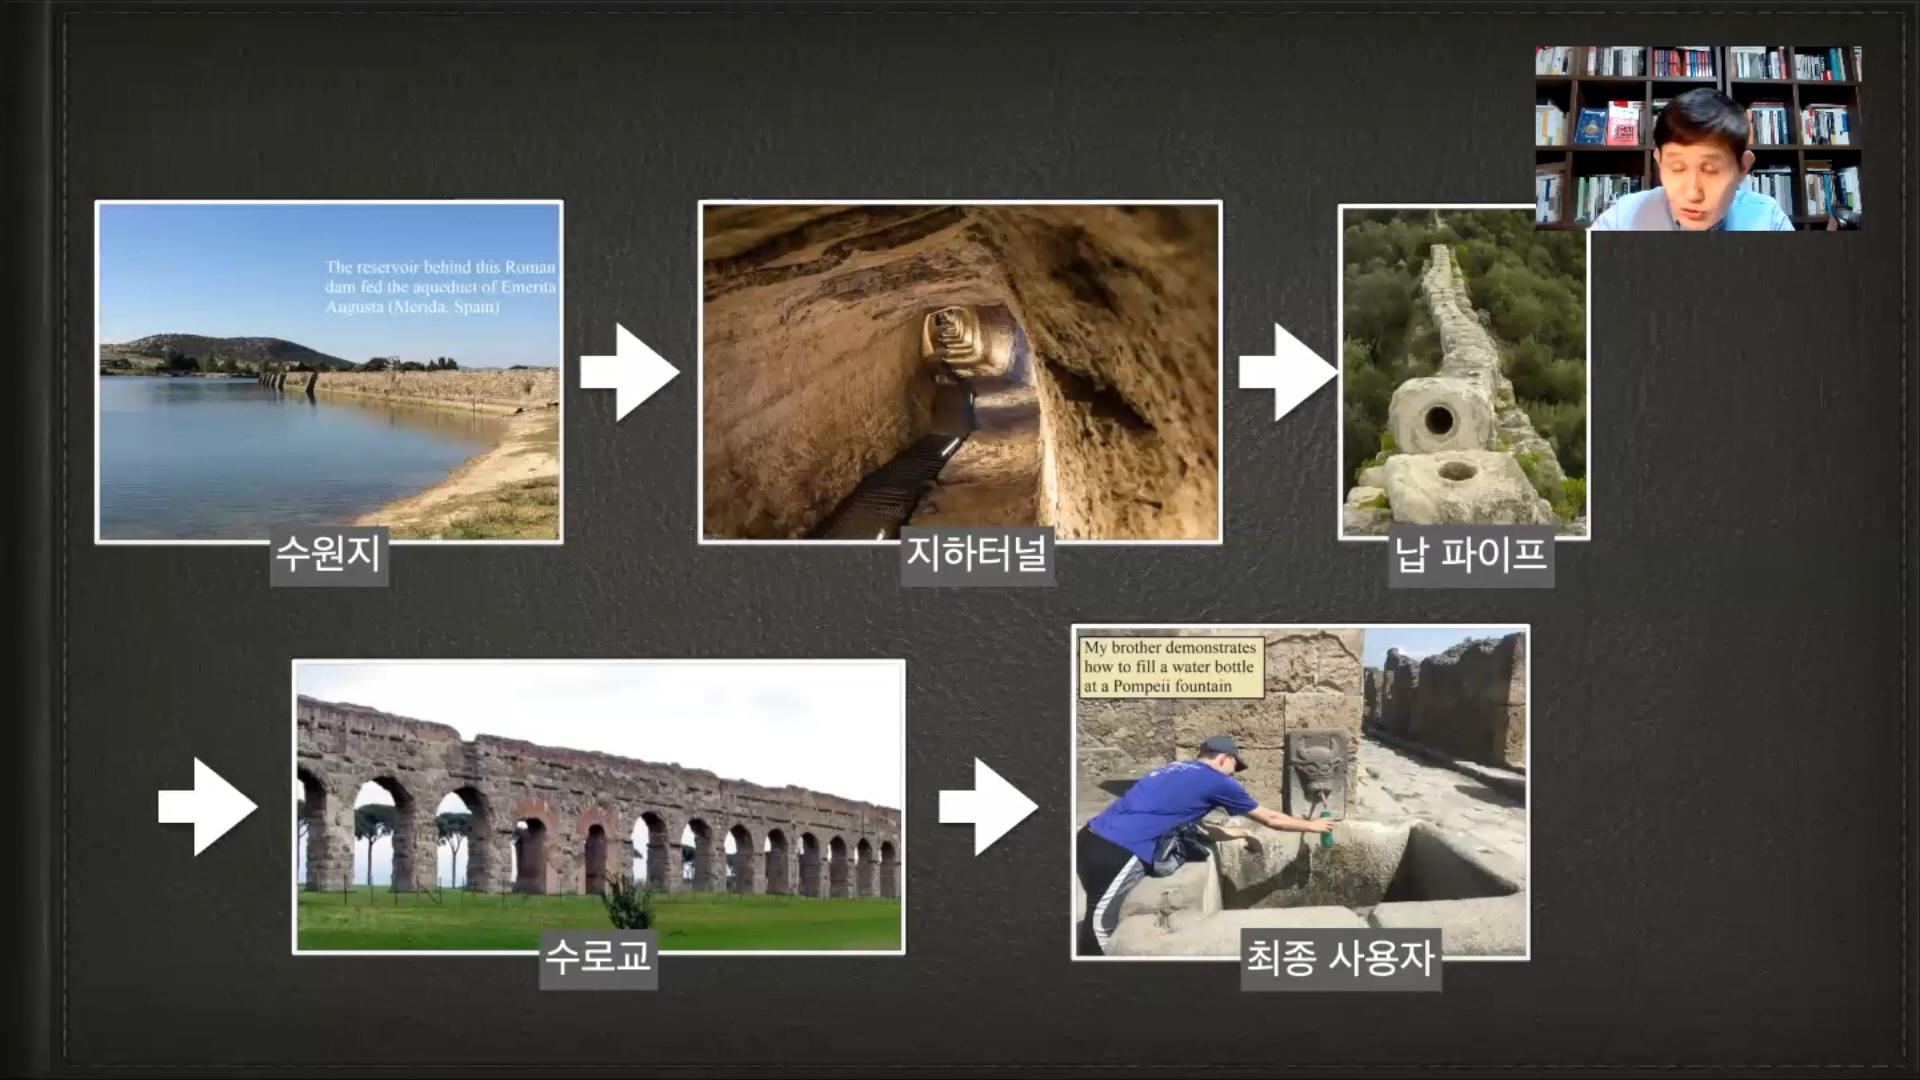 The reservoir behind this Roman
dam fed the aqueduct of Emerita
Augusta (Merida, Spain)
수원지
지하터널
납 파이프
수로교
My brother demonstrates
how to fill a water bottle
at a Pompeii fountain
최종 사용자